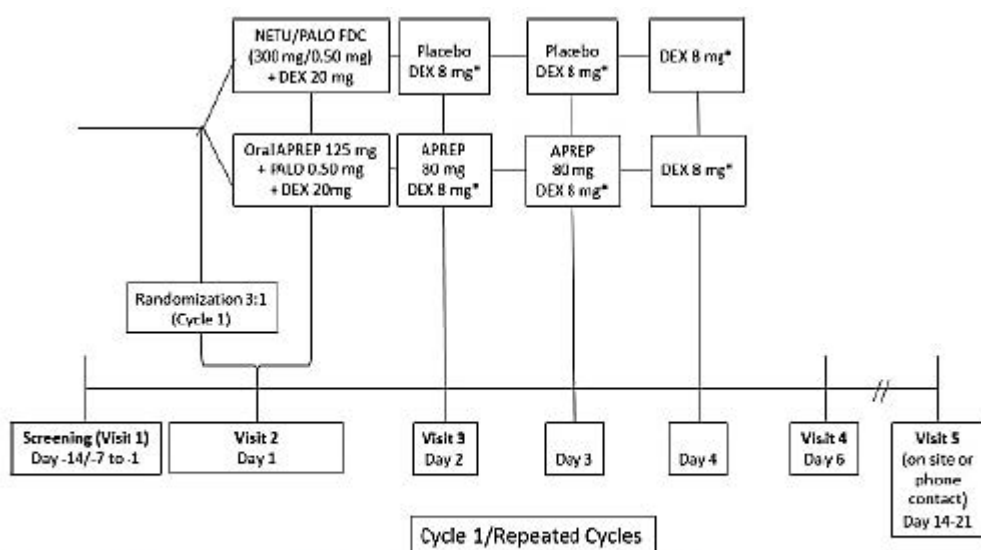 NETU/PALO FDC
(300 mg/0.50 mg)
+ DEX 20 mg
Placebo
DEX 8 mg*
Placebo
DEX 8 mg*
DEX 8 mg*
Oral APREP 125 mg
+ PALO 0.50 mg
+ DEX 20mg
APREP
80 mg
DEX 8 mg*
APREP
80 mg
DEX 8 mg*
DEX 8 mg*
Randomization 3:1
(Cycle 1)
//
Screening (Visit 1)
Day -14/-7 to -1
Visit 2
Day 1
Visit 3
Day 2
Day 3
Day 4
Visit 4
Day 6
Visit 5
(on site or
phone
contact)
Day 14-21
Cycle 1/Repeated Cycles